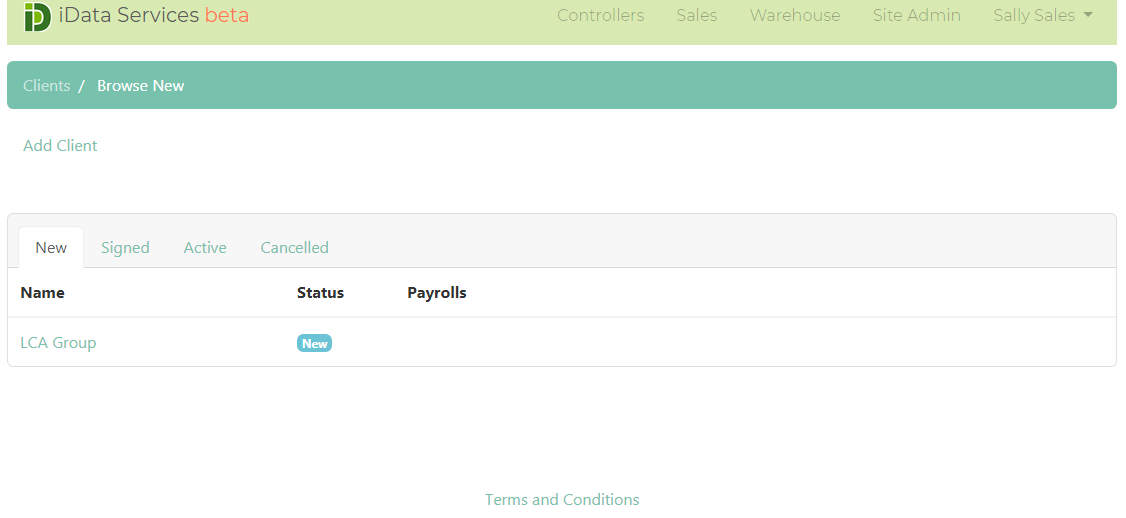 iD iData Services beta Controllers Sales Warehouse Site Admin Sally Sales
Clients / Browse New
Add Client
New Signed Active Cancelled
Name Status Payrolls
LCA Group New
Terms and Conditions